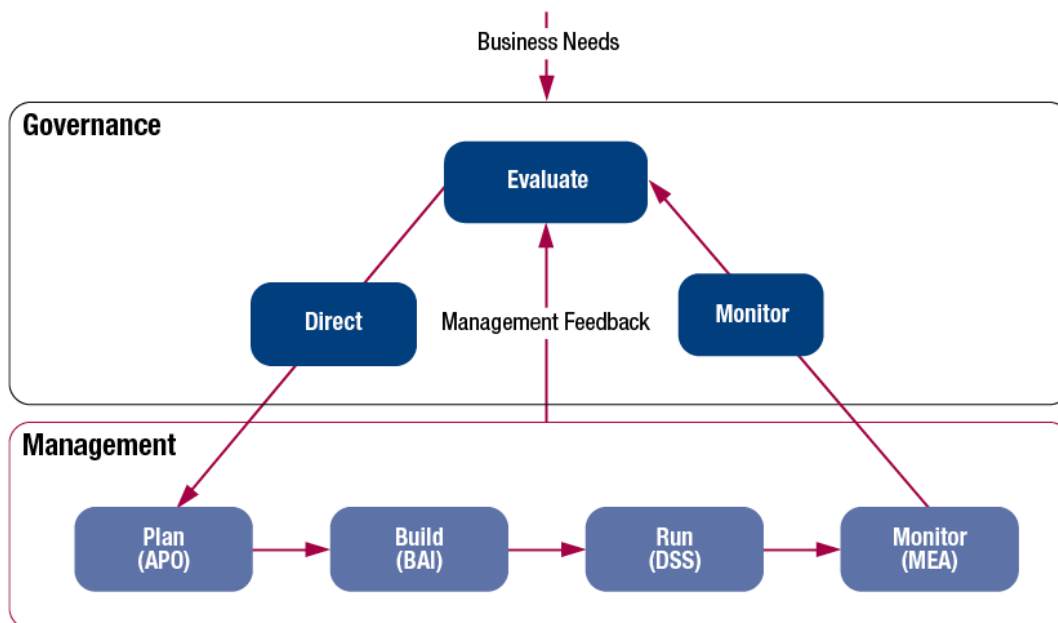 Business Needs
Governance
Evaluate
Direct
Management Feedback
Monitor
Management
Plan
(APO)
Build
(BAI)
Run
(DSS)
Monitor
(MEA)